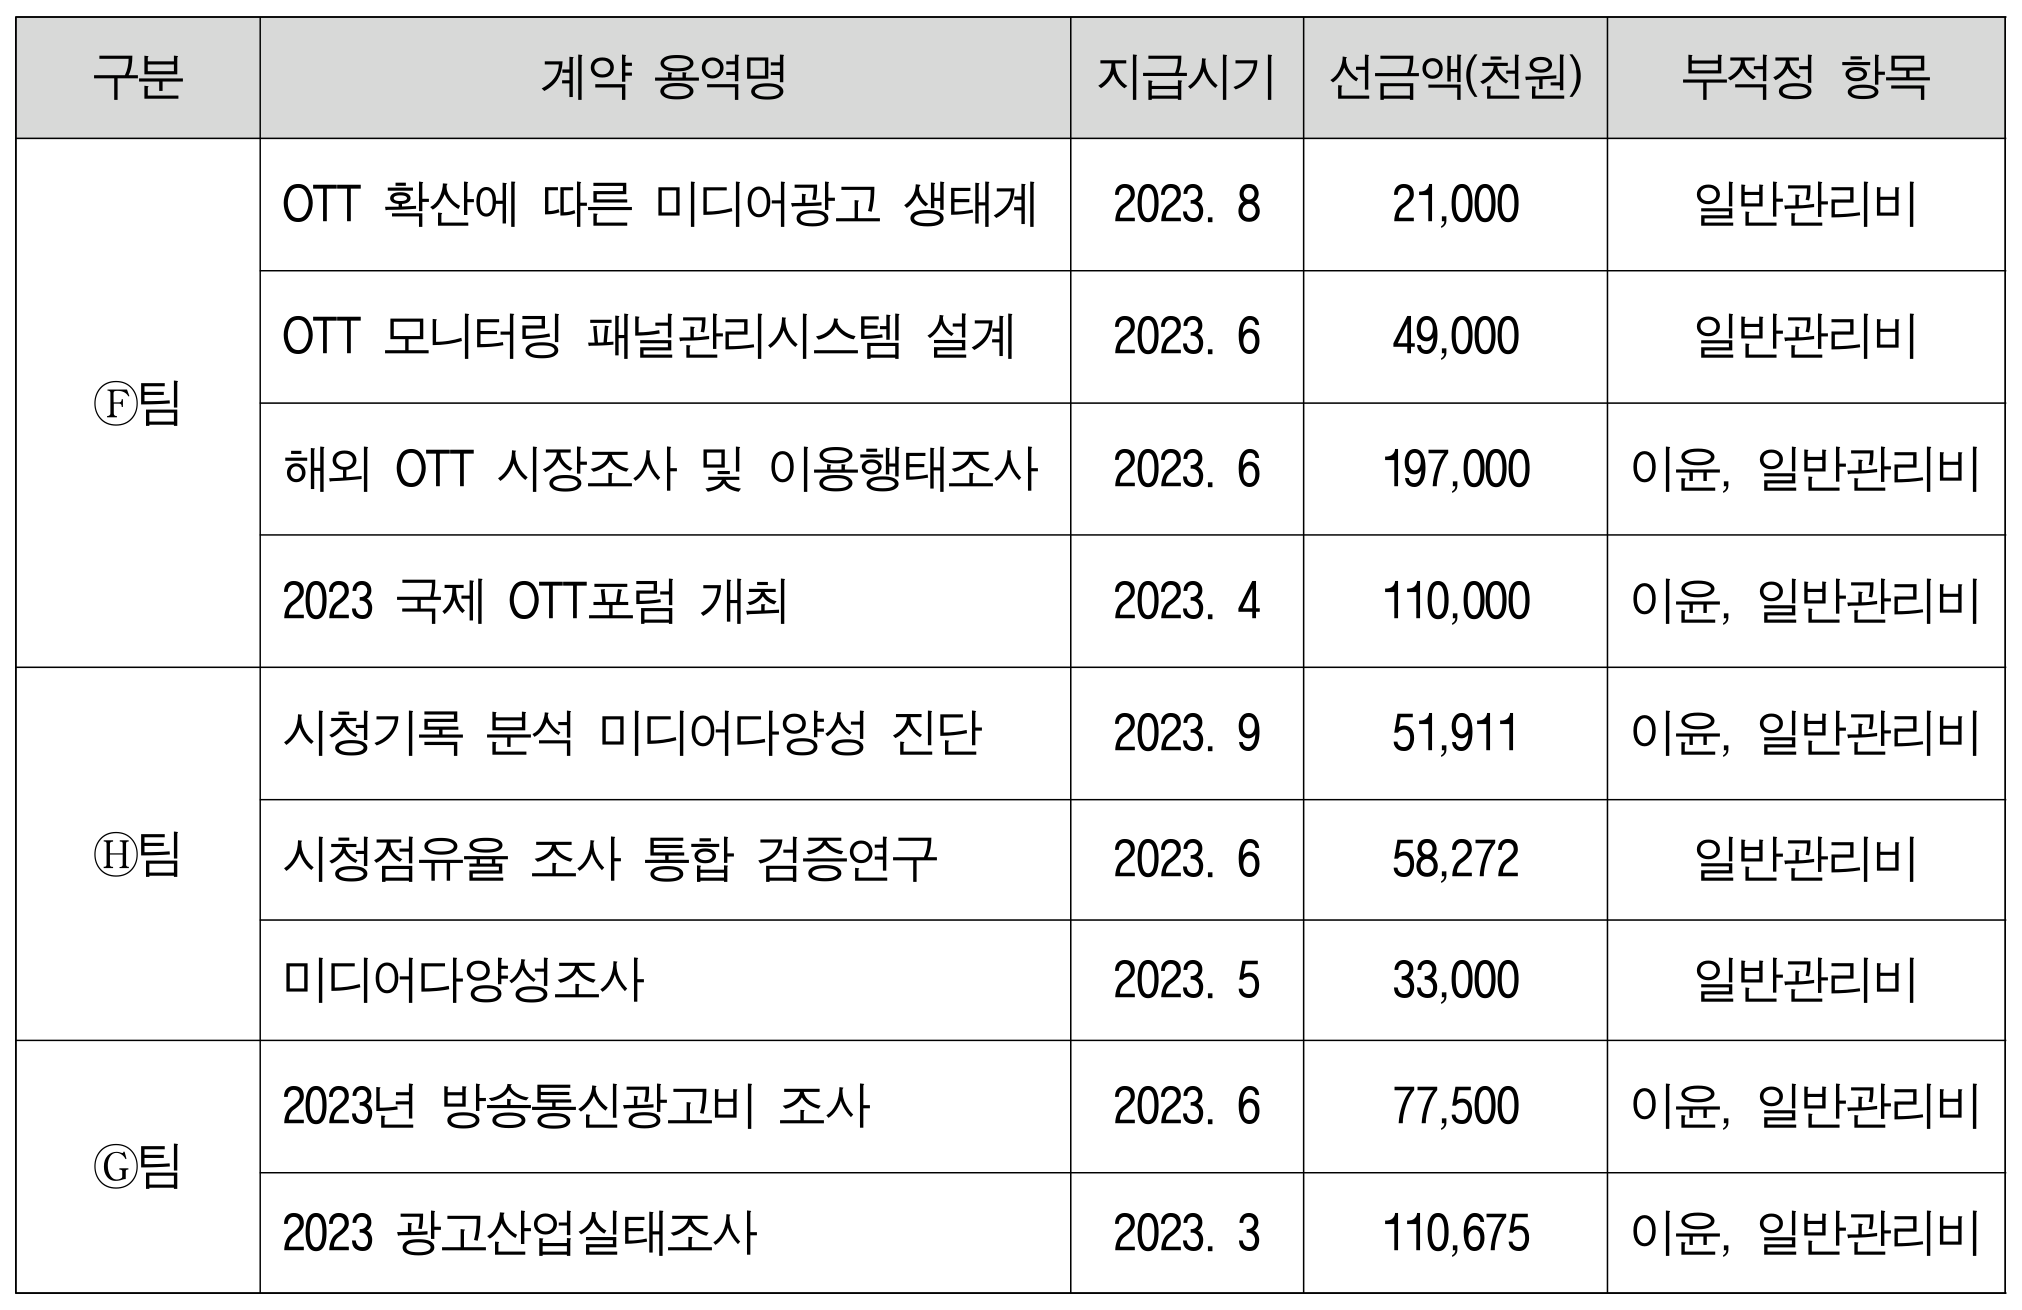 구분 계약 용역명 지급시기 선금액(천원) 부적정 항목
Ⓕ팀
OTT 확산에 따른 미디어광고 생태계 2023. 8 21,000 일반관리비
OTT 모니터링 패널관리시스템 설계 2023. 6 49,000 일반관리비
해외 OTT 시장조사 및 이용행태조사 2023. 6 197,000 이윤, 일반관리비
2023 국제 OTT포럼 개최 2023. 4 110,000 이윤, 일반관리비
Ⓗ팀
시청기록 분석 미디어다양성 진단 2023. 9 51,911 이윤, 일반관리비
시청점유율 조사 통합 검증연구 2023. 6 58,272 일반관리비
미디어다양성조사 2023. 5 33,000 일반관리비
Ⓖ팀
2023년 방송통신광고비 조사 2023. 6 77,500 이윤, 일반관리비
2023 광고산업실태조사 2023. 3 110,675 이윤, 일반관리비